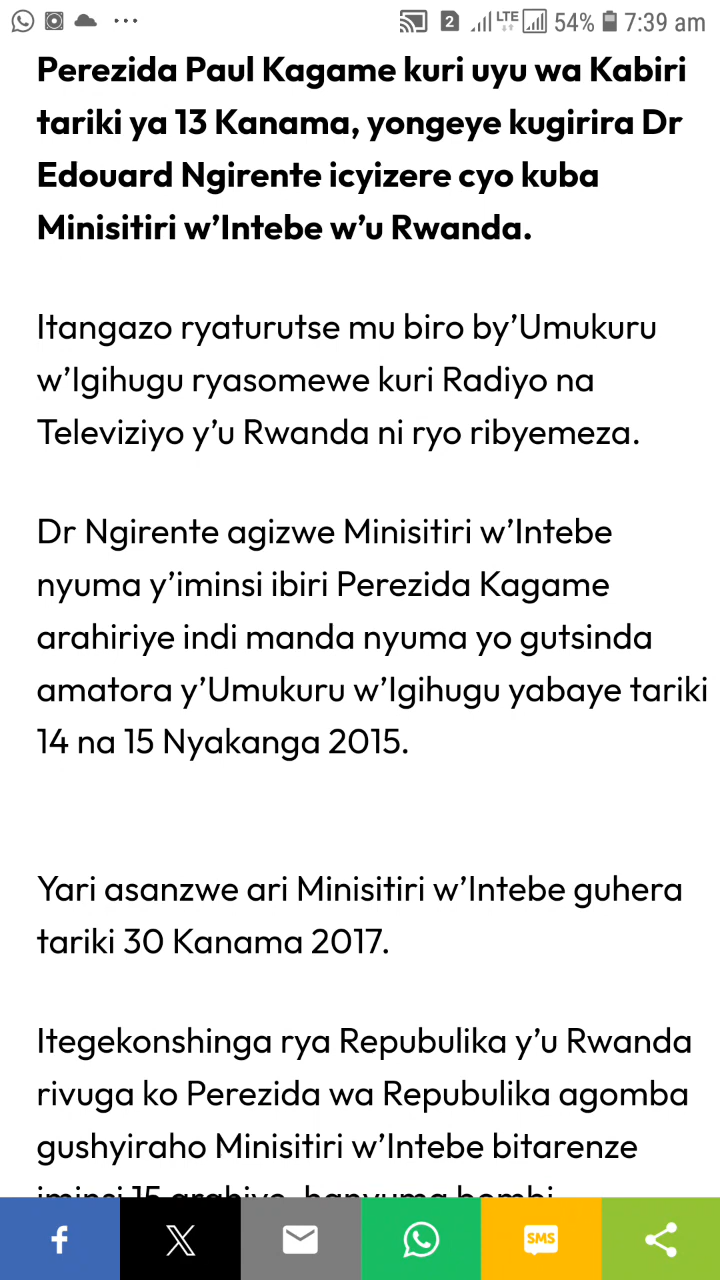 LTE 54% 7:39 am
2
Perezida Paul Kagame kuri uyu wa Kabiri
tariki ya 13 Kanama, yongeye kugirira Dr
Edouard Ngirente icyizere cyo kuba
Minisitiri w’Intebe w’u Rwanda.
Itangazo ryaturutse mu biro by’Umukuru
w’Igihugu ryasomewe kuri Radiyo na
Televiziyo y’u Rwanda ni ryo ribyemeza.
Dr Ngirente agizwe Minisitiri w’Intebe
nyuma y’iminsi ibiri Perezida Kagame
arahiriye indi manda nyuma yo gutsinda
amatora y’Umukuru w’Igihugu yabaye tariki
14 na 15 Nyakanga 2015.
Yari asanzwe ari Minisitiri w’Intebe guhera
tariki 30 Kanama 2017.
Itegekonshinga rya Repubulika y’u Rwanda
rivuga ko Perezida wa Repubulika agomba
gushyiraho Minisitiri w’Intebe bitarenze
iminsi 15
SMS